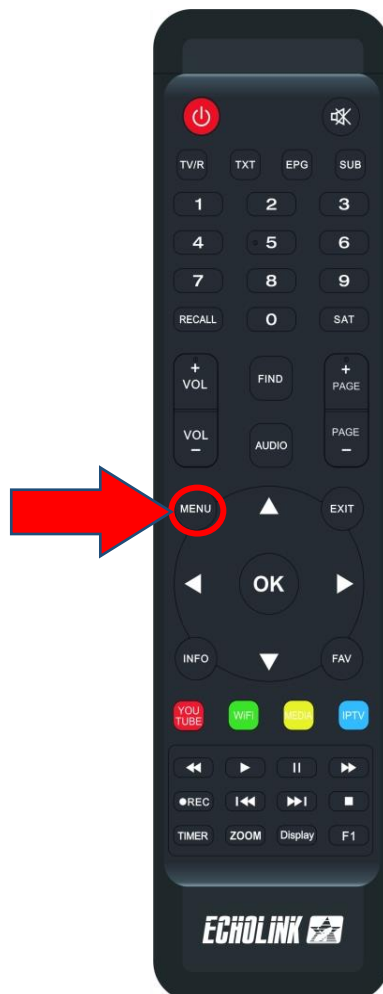 TV/R TXT EPG SUB
1 2 3
4 5 6
7 8 9
RECALL 0 SAT
+ VOL FIND + PAGE
VOL - AUDIO PAGE -
MENU EXIT
OK
INFO FAV
YOU TUBE WiFi MEDIA IPTV
REC
TIMER ZOOM Display F1
ECHOLINK